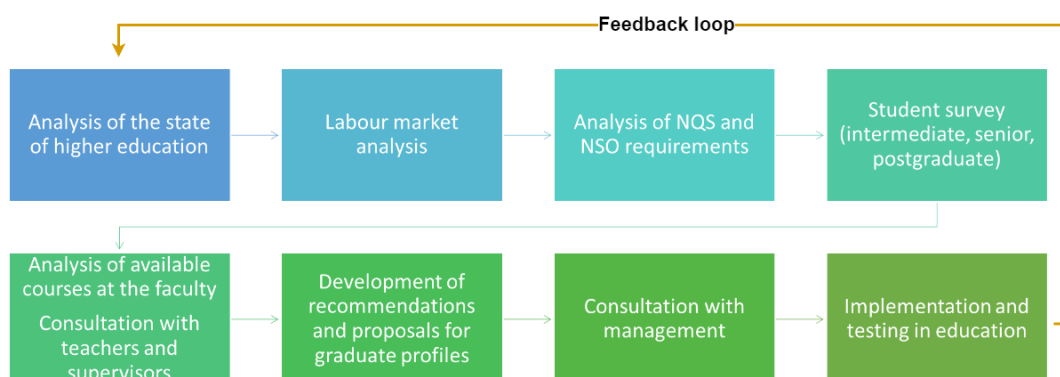 Feedback loop
Analysis of the state
of higher education
Labour market
analysis
Analysis of NQS and
NSO requirements
Student survey
(intermediate, senior,
postgraduate)
Analysis of available
courses at the faculty
Consultation with
teachers and
supervisors
Development of
recommendations
and proposals for
graduate profiles
Consultation with
management
Implementation and
testing in education